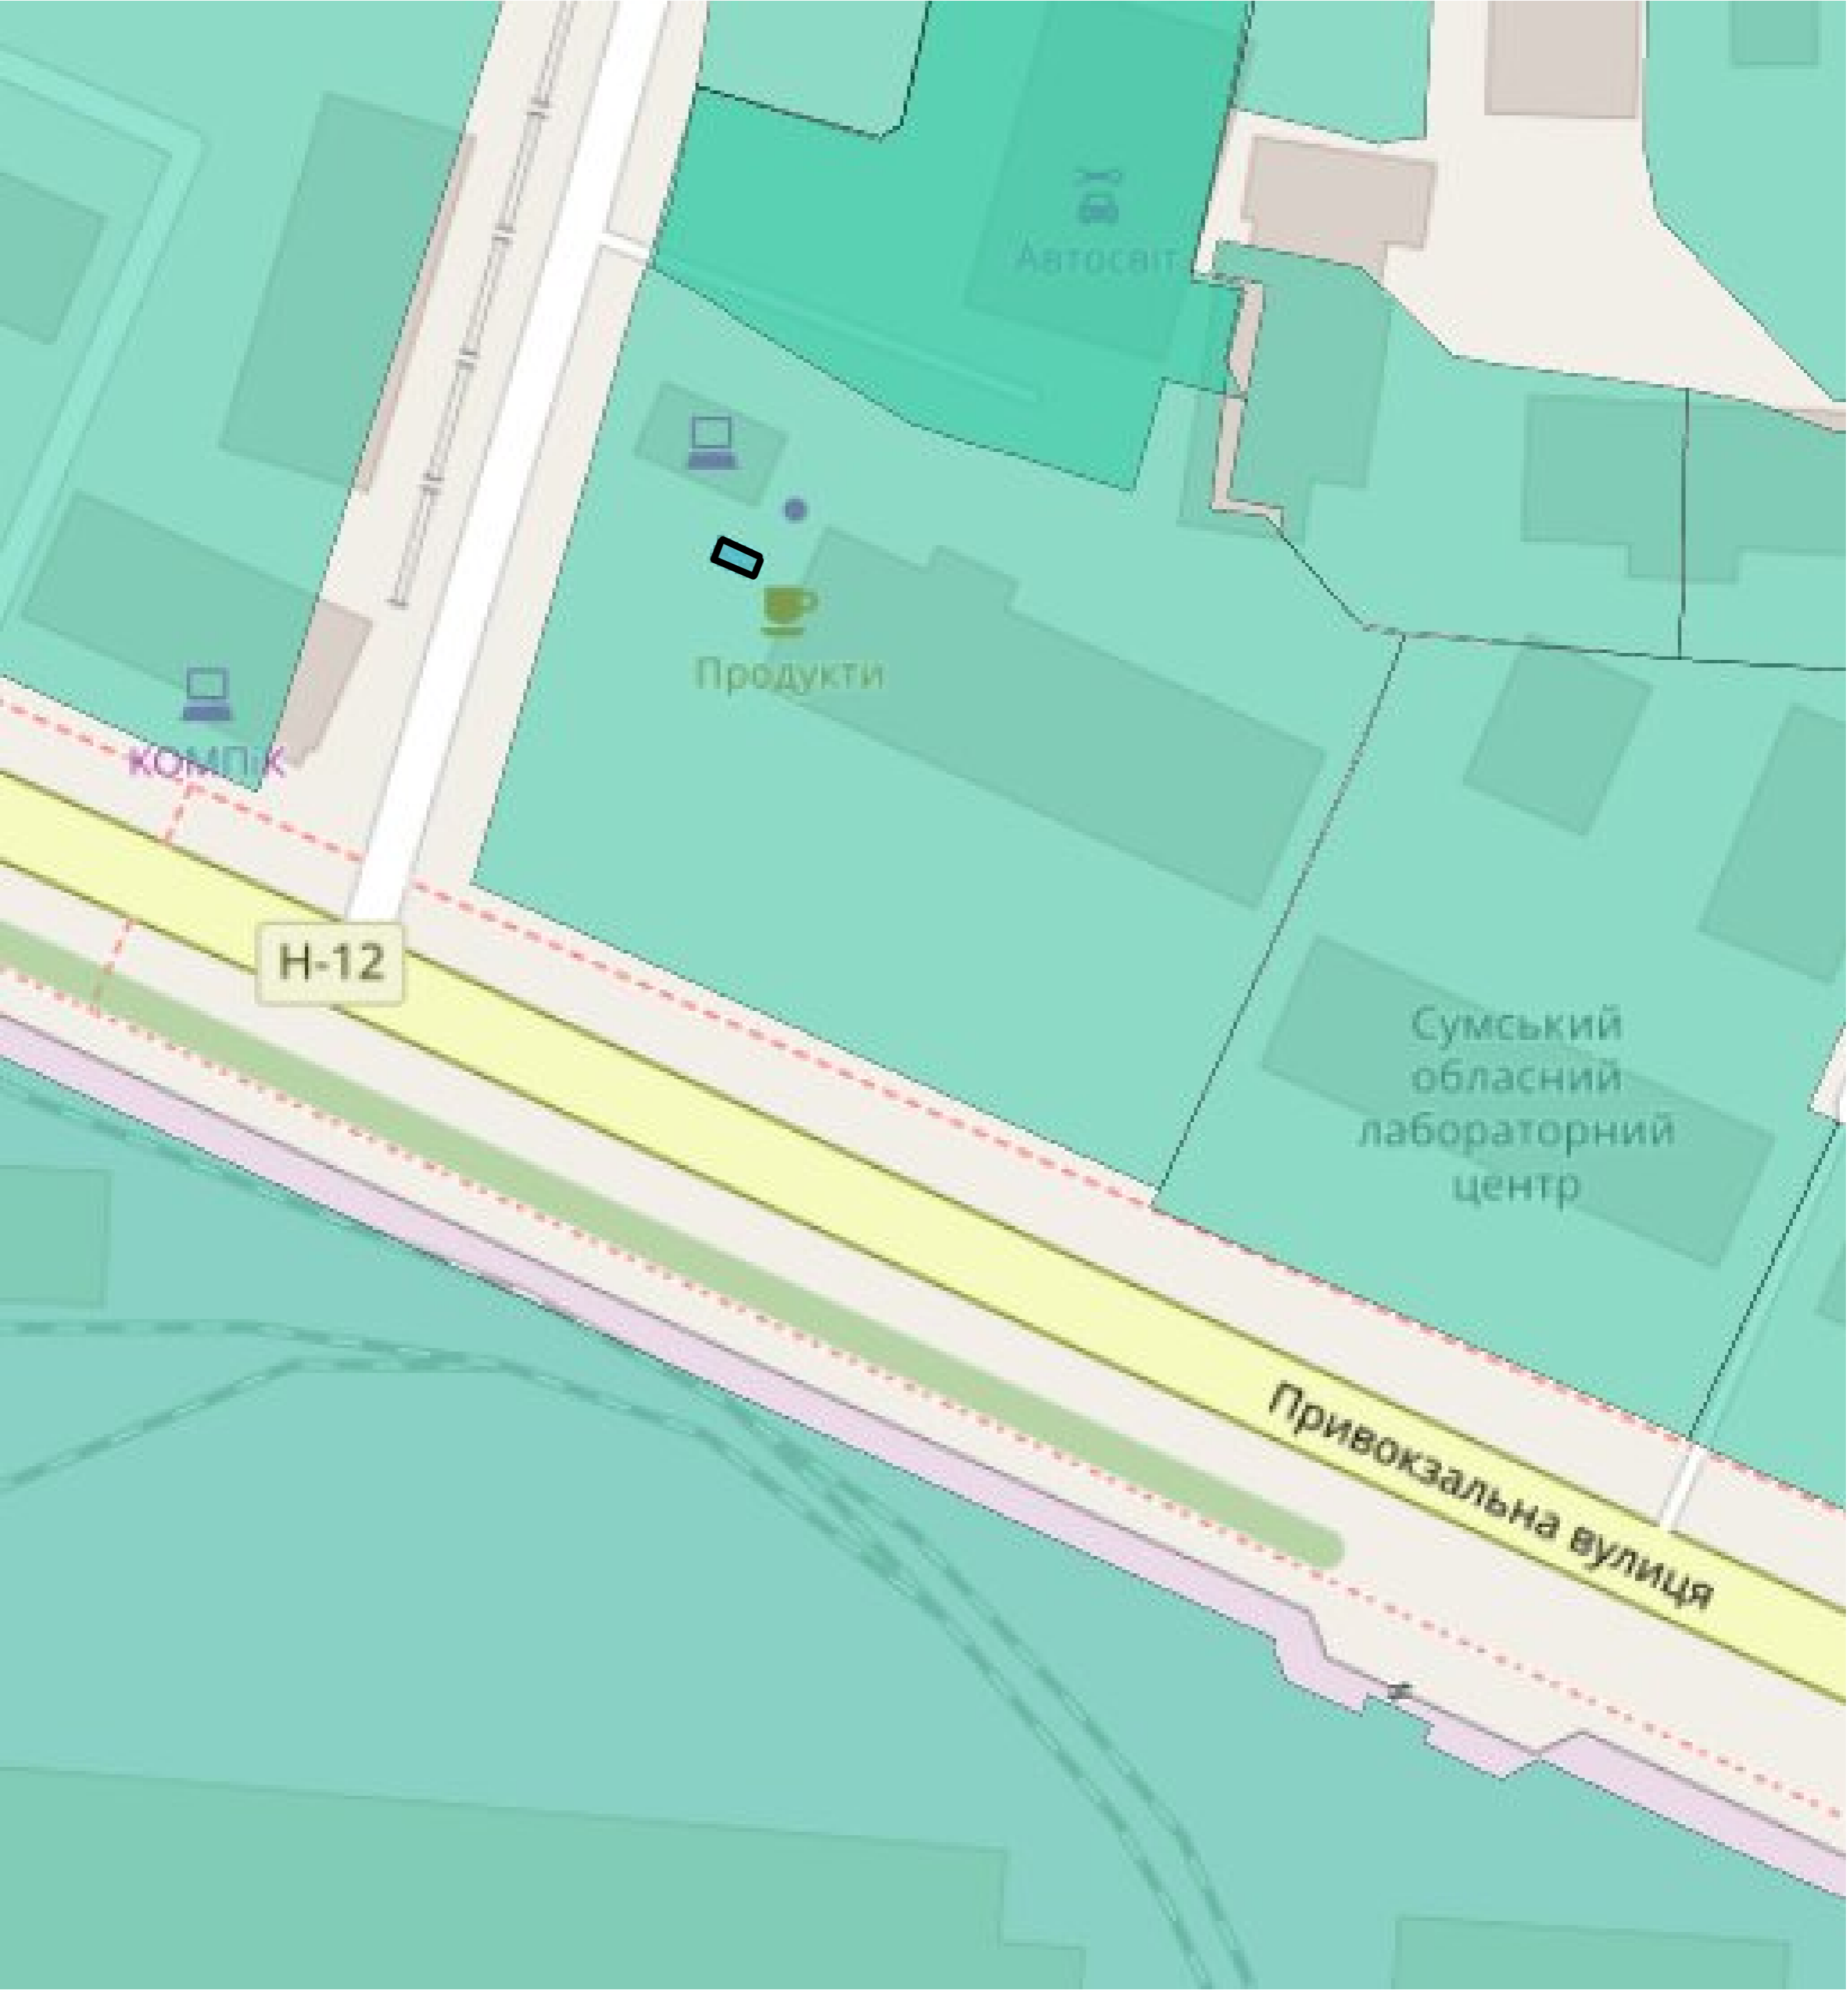 Автосвіт
Продукти
КОМПіК
Н-12
Сумський
обласний
лабораторний
центр
Привокзальна вулиця